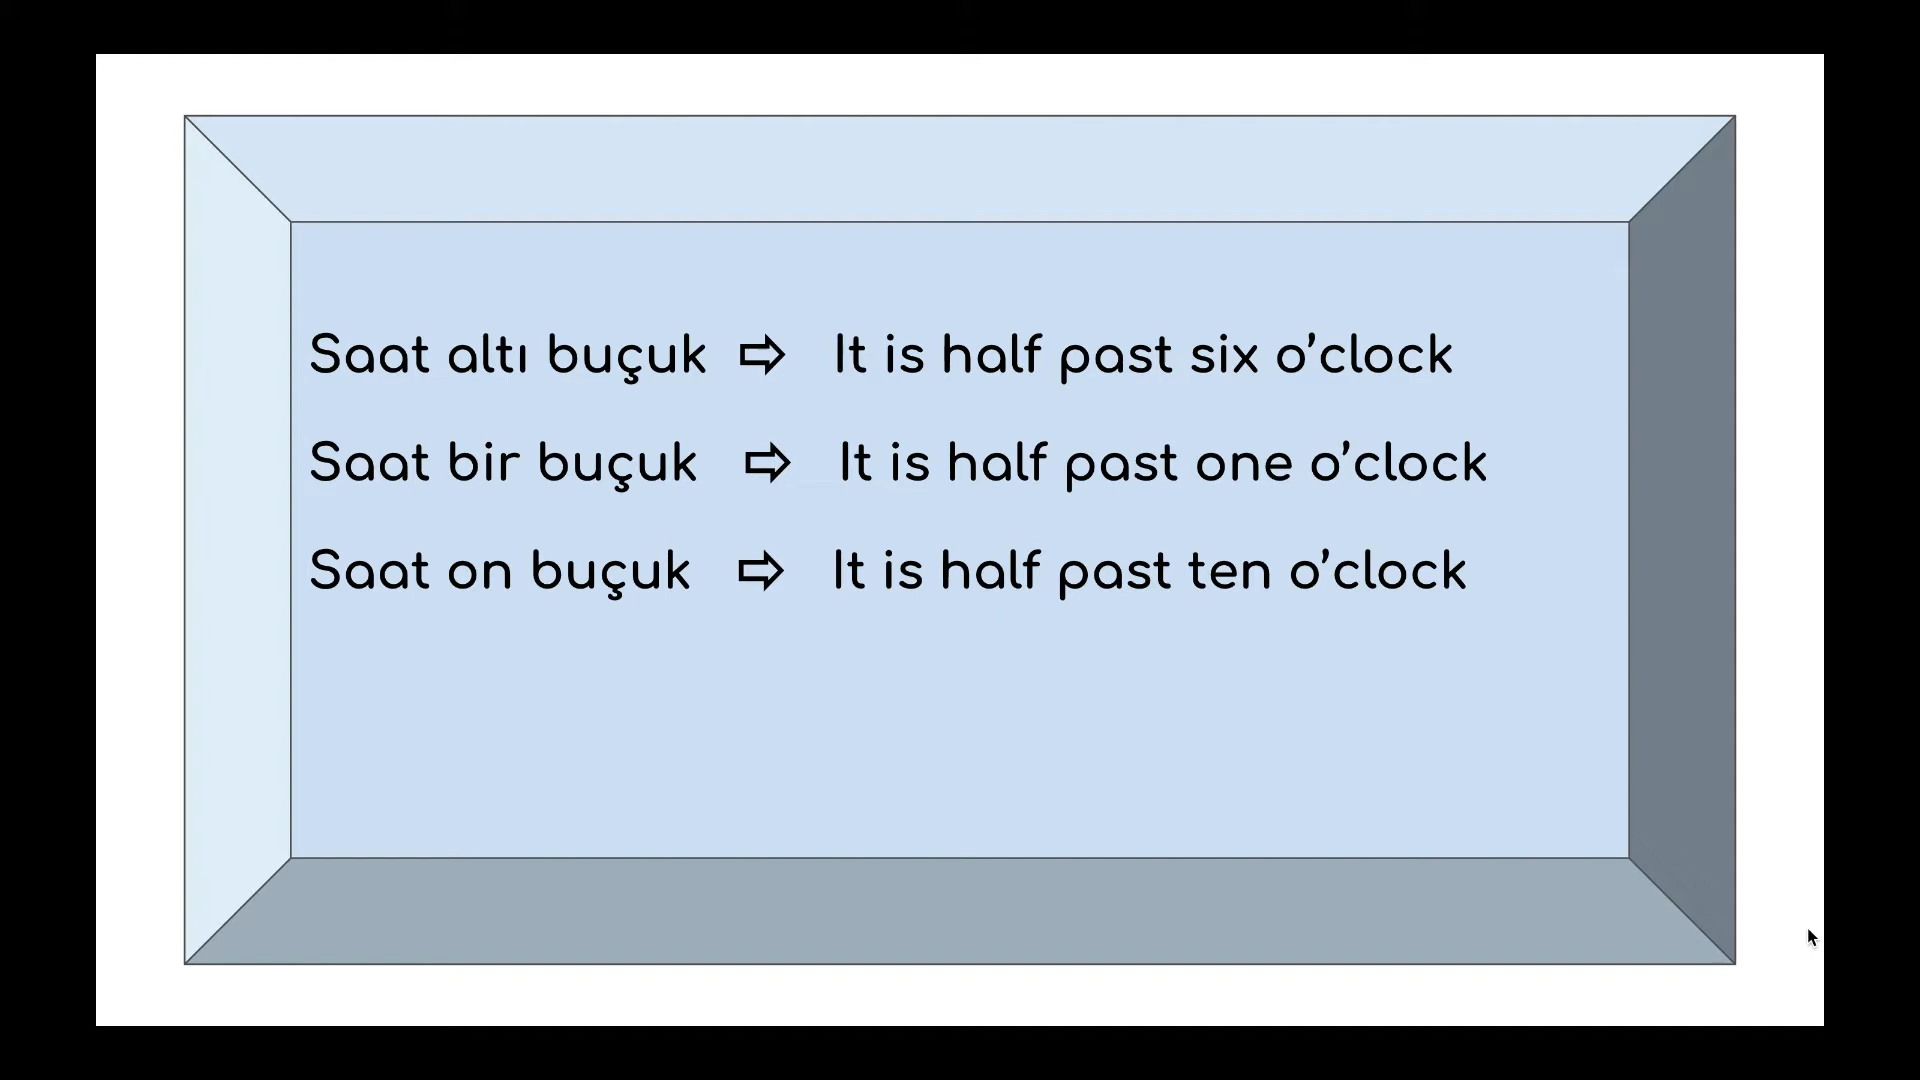 Saat altı buçuk ⇨ It is half past six o’clock
Saat bir buçuk ⇨ It is half past one o’clock
Saat on buçuk ⇨ It is half past ten o’clock